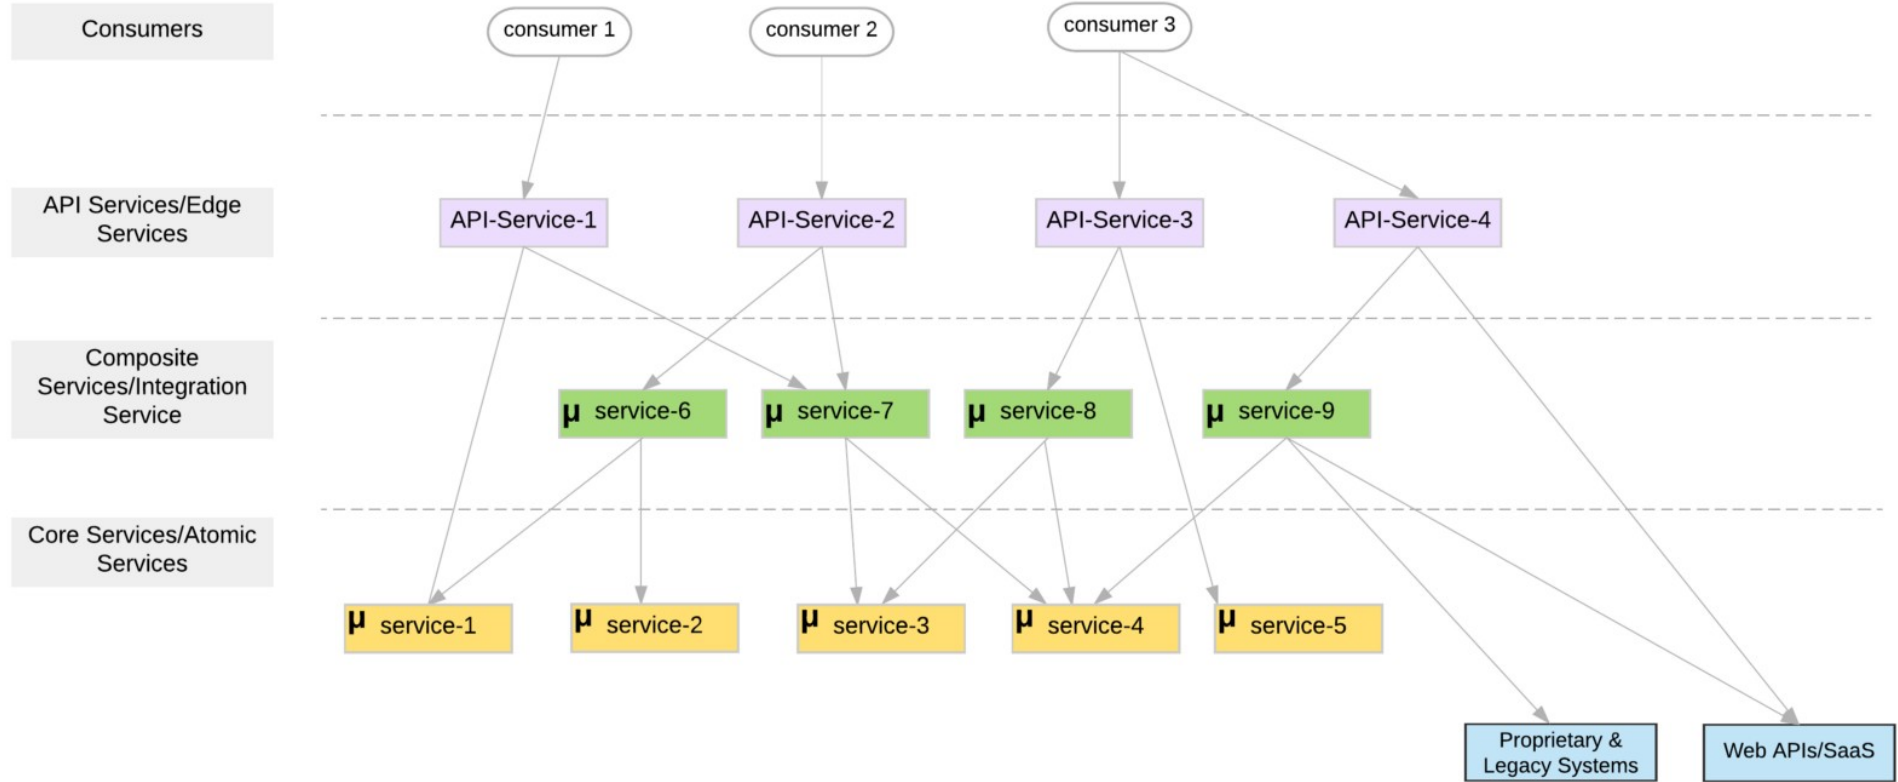 Consumers
consumer 1
consumer 2
consumer 3
API Services/Edge
Services
API-Service-1
API-Service-2
API-Service-3
API-Service-4
Composite
Services/Integration
Service
μ service-6
μ service-7
μ service-8
μ service-9
Core Services/Atomic
Services
μ service-1
μ service-2
μ service-3
μ service-4
μ service-5
Proprietary &
Legacy Systems
Web APIs/SaaS